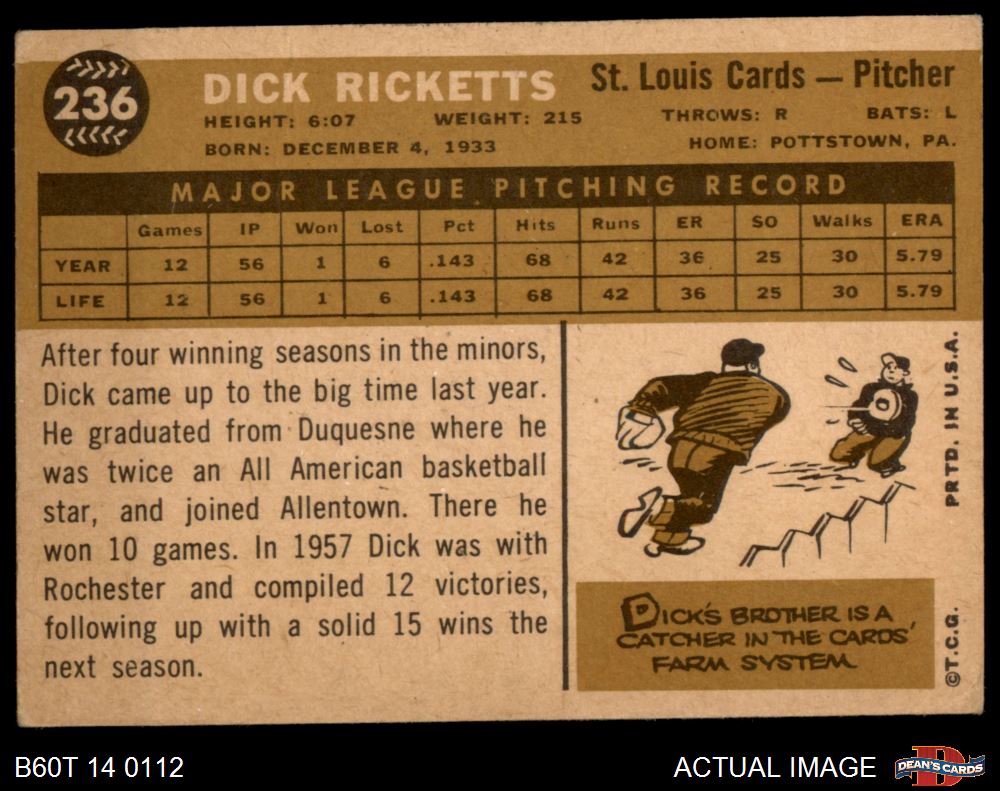 236
DICK RICKETTS
St. Louis Cards — Pitcher
HEIGHT: 6:07 WEIGHT: 215 THROWS: R BATS: L
BORN: DECEMBER 4, 1933 HOME: POTTSTOWN, PA.
MAJOR LEAGUE PITCHING RECORD
Games IP Won Lost Pct Hits Runs ER SO Walks ERA
YEAR 12 56 1 6 .143 68 42 36 25 30 5.79
LIFE 12 56 1 6 .143 68 42 36 25 30 5.79
After four winning seasons in the minors,
Dick came up to the big time last year.
He graduated from Duquesne where he
was twice an All American basketball
star, and joined Allentown. There he
won 10 games. In 1957 Dick was with
Rochester and compiled 12 victories,
following up with a solid 15 wins the
next season.
DICK'S BROTHER IS A
CATCHER IN THE CARDS'
FARM SYSTEM.
©T.C.G. PRTD. IN U.S.A.
B60T 14 0112
ACTUAL IMAGE
DEAN'S CARDS